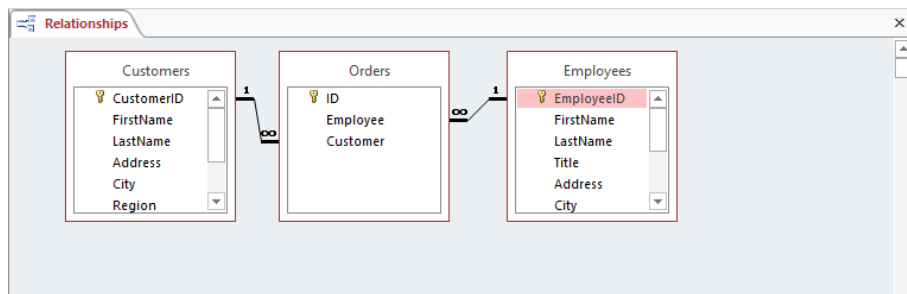 Relationships
Customers
CustomerID
FirstName
LastName
Address
City
Region
1
∞
Orders
ID
Employee
Customer
∞
1
Employees
EmployeeID
FirstName
LastName
Title
Address
City